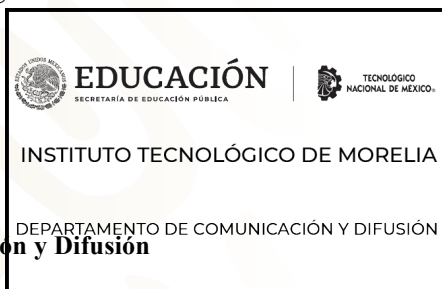 EDUCACIÓN
SECRETARÍA DE EDUCACIÓN PÚBLICA
TECNOLÓGICO
NACIONAL DE MÉXICO®
INSTITUTO TECNOLÓGICO DE MORELIA
DEPARTAMENTO DE COMUNICACIÓN Y DIFUSIÓN
ón y Difusión